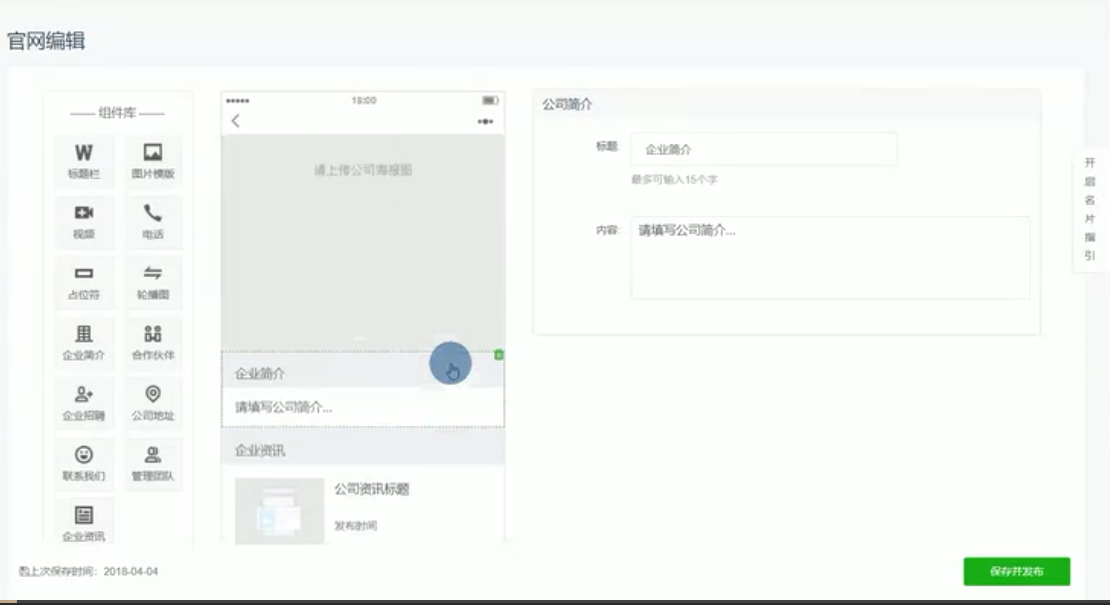 官网编辑
组件库
标题栏
图片模版
视频
电话
占位符
轮播图
企业简介
合作伙伴
企业招聘
公司地址
联系我们
管理团队
企业资讯
18:00
请上传公司海报图
企业简介
请填写公司简介...
企业资讯
公司资讯标题
发布时间
公司简介
标题
企业简介
最多可输入15个字
内容
请填写公司简介...
开启名片指引
上次保存时间：2018-04-04
保存并发布